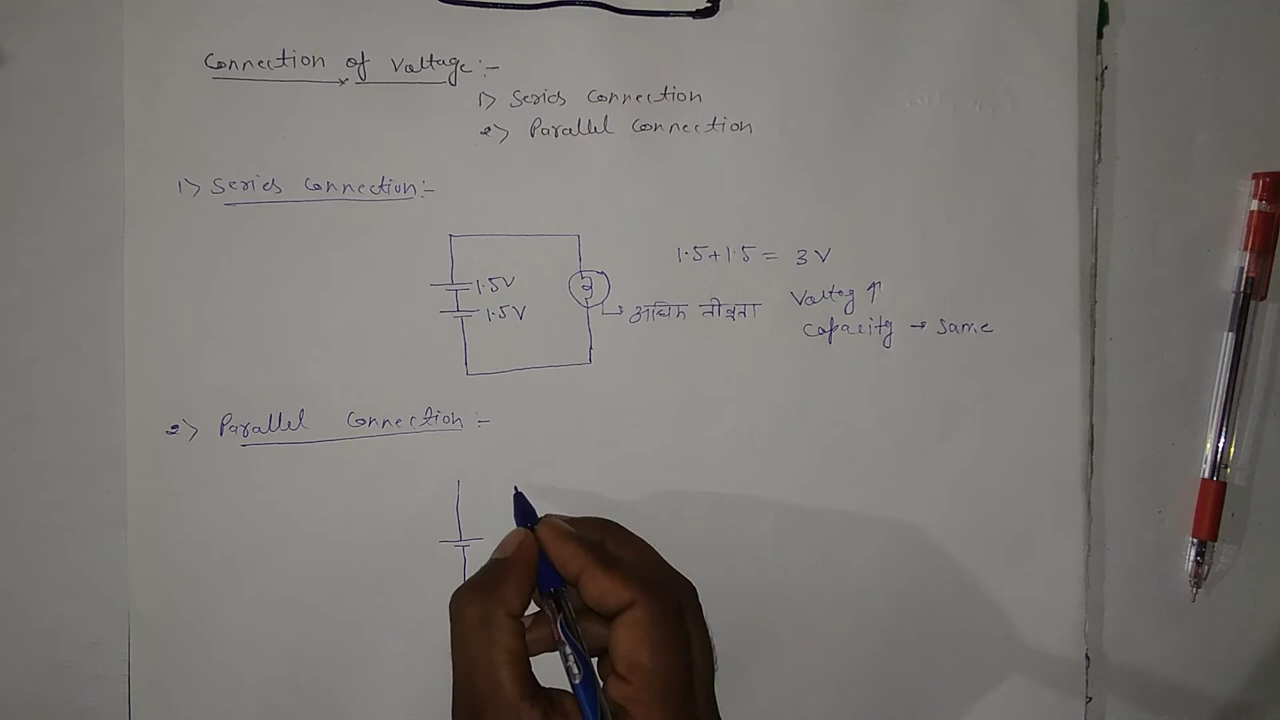 Connection of Voltage:-
1> Series Connection
2> Parallel Connection
1> Series Connection:-
1.5V
1.5V
1.5+1.5 = 3V
अधिक तीव्रता
Volteg ↑
Capacity → Same
2> Parallel Connection :-